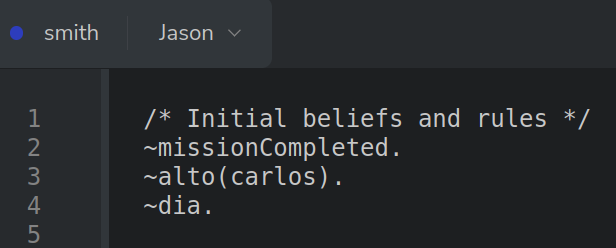 smith Jason
1 /* Initial beliefs and rules */
2 ~missionCompleted.
3 ~alto(carlos).
4 ~dia.
5